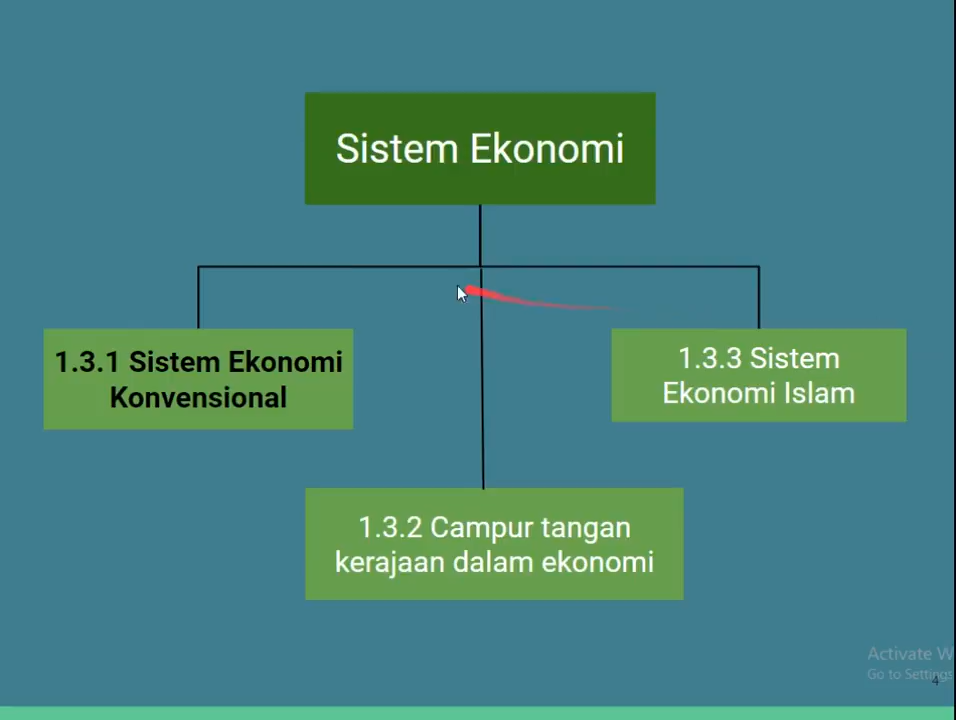 Sistem Ekonomi
1.3.1 Sistem Ekonomi
Konvensional
1.3.3 Sistem
Ekonomi Islam
1.3.2 Campur tangan
kerajaan dalam ekonomi
Activate W
Go to Settings
4